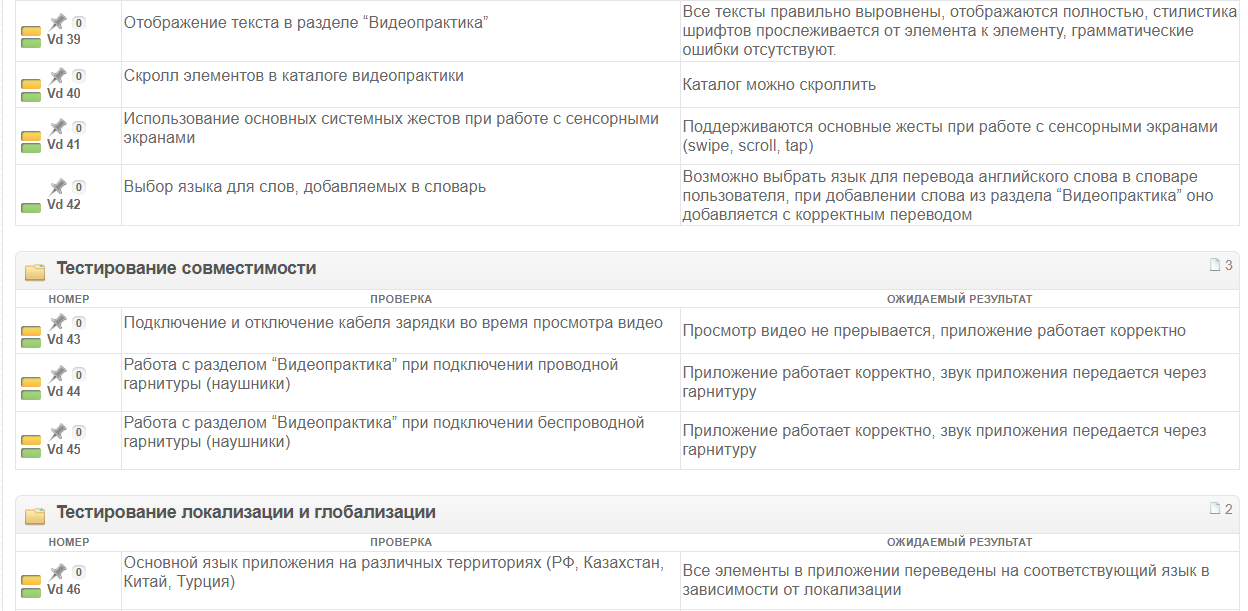 Отображение текста в разделе “Видеопрактика”
Все тексты правильно выровнены, отображаются полностью, стилистика
шрифтов прослеживается от элемента к элементу, грамматические
ошибки отсутствуют.
0
Vd 39
Скролл элементов в каталоге видеопрактики
Каталог можно скроллить
0
Vd 40
Использование основных системных жестов при работе с сенсорными
экранами
Поддерживаются основные жесты при работе с сенсорными экранами
(swipe, scroll, tap)
0
Vd 41
Выбор языка для слов, добавляемых в словарь
Возможно выбрать язык для перевода английского слова в словаре
пользователя, при добавлении слова из раздела “Видеопрактика” оно
добавляется с корректным переводом
0
Vd 42
Тестирование совместимости
3
НОМЕР ПРОВЕРКА ОЖИДАЕМЫЙ РЕЗУЛЬТАТ
0
Vd 43
Подключение и отключение кабеля зарядки во время просмотра видео
Просмотр видео не прерывается, приложение работает корректно
0
Vd 44
Работа с разделом “Видеопрактика” при подключении проводной
гарнитуры (наушники)
Приложение работает корректно, звук приложения передается через
гарнитуру
0
Vd 45
Работа с разделом “Видеопрактика” при подключении беспроводной
гарнитуры (наушники)
Приложение работает корректно, звук приложения передается через
гарнитуру
Тестирование локализации и глобализации
2
НОМЕР ПРОВЕРКА ОЖИДАЕМЫЙ РЕЗУЛЬТАТ
0
Vd 46
Основной язык приложения на различных территориях (РФ, Казахстан,
Китай, Турция)
Все элементы в приложении переведены на соответствующий язык в
зависимости от локализации